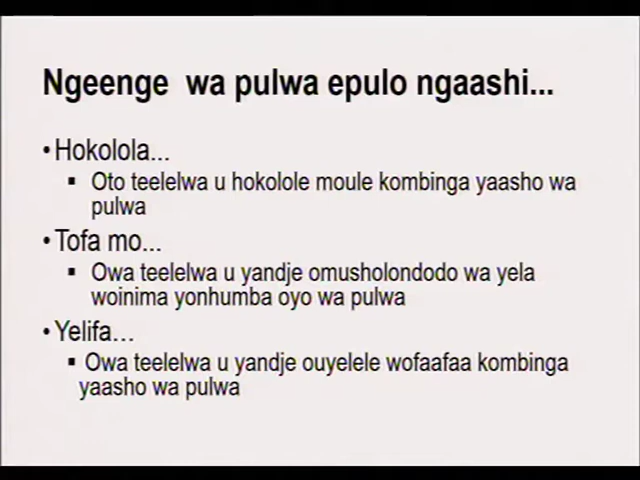 Ngeenge wa pulwa epulo ngaashi...
•Hokolola...
▪ Oto teelelwa u hokolole moule kombinga yaasho wa
pulwa
•Tofa mo...
▪ Owa teelelwa u yandje omusholondodo wa yela
woinima yonhumba oyo wa pulwa
•Yelifa...
▪ Owa teelelwa u yandje ouyelele wofaafaa kombinga
yaasho wa pulwa